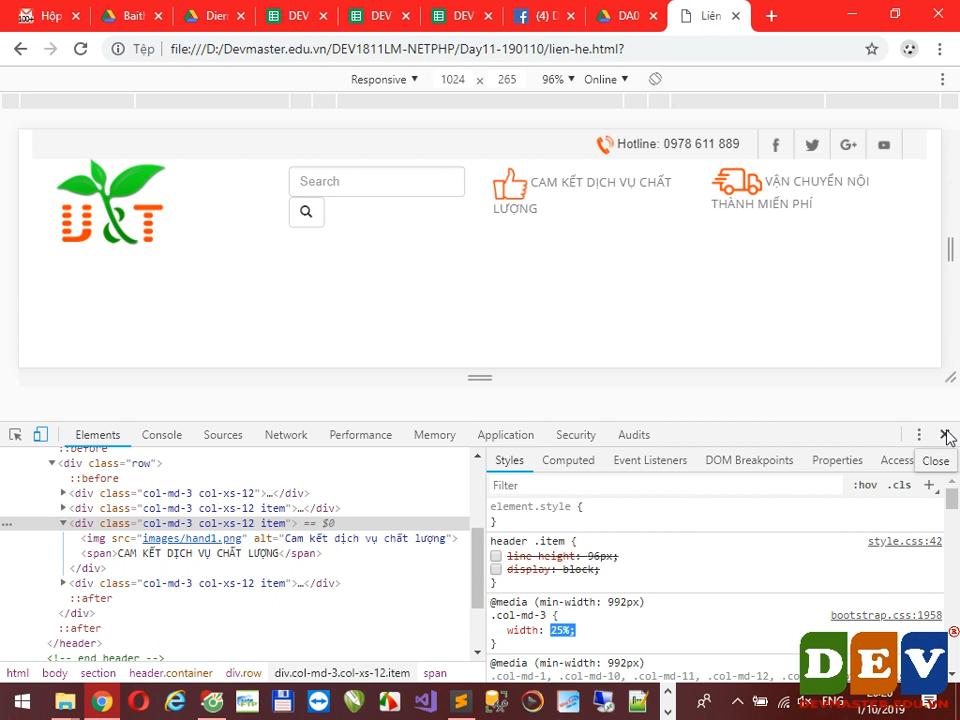 Hộp
Baitl
Dien
DEV
DEV
DEV
(4) D
DA0
Liên
100+
Tệp
file:///D:/Devmaster.edu.vn/DEV1811LM-NETPHP/Day11-190110/lien-he.html?
Responsive
1024
265
96%
Online
Hotline: 0978 611 889
U&T
Search
CAM KẾT DỊCH VỤ CHẤT
LƯỢNG
VẬN CHUYỂN NỘI
THÀNH MIẾN PHÍ
Elements
Console
Sources
Network
Performance
Memory
Application
Security
Audits
Close
::before
<div class="row">
::before
<div class="col-md-3 col-xs-12">…</div>
<div class="col-md-3 col-xs-12">…</div>
<div class="col-md-3 col-xs-12 item"> == $0
<img src="images/hand1.png" alt="Cam kết dịch vụ chất lượng">
<span>CAM KẾT DỊCH VỤ CHẤT LƯỢNG</span>
</div>
<div class="col-md-3 col-xs-12 item">…</div>
::after
</div>
::after
</header>
<!-- end header -->
html
body
section
header.container
div.row
div.col-md-3.col-xs-12.item
span
Styles
Computed
Event Listeners
DOM Breakpoints
Properties
Access
Filter
:hov
.cls
element.style {
}
header .item {
style.css:42
line-height: 96px;
display: block;
}
@media (min-width: 992px)
.col-md-3 {
bootstrap.css:1958
width: 25%;
}
@media (min-width: 992px)
.col-md-1, .col-md-10, .col-md-11, .col-md-12,
DEV
DEVMASTER.EDU.VN
ENG
1/10/2019